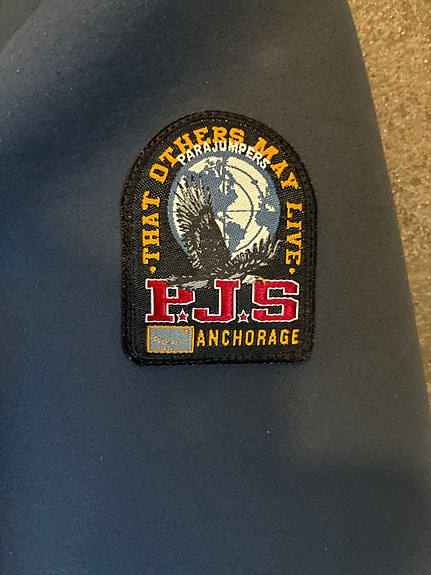 ·THAT OTHERS MAY LIVE·
PARAJUMPERS
P.J.S
ANCHORAGE